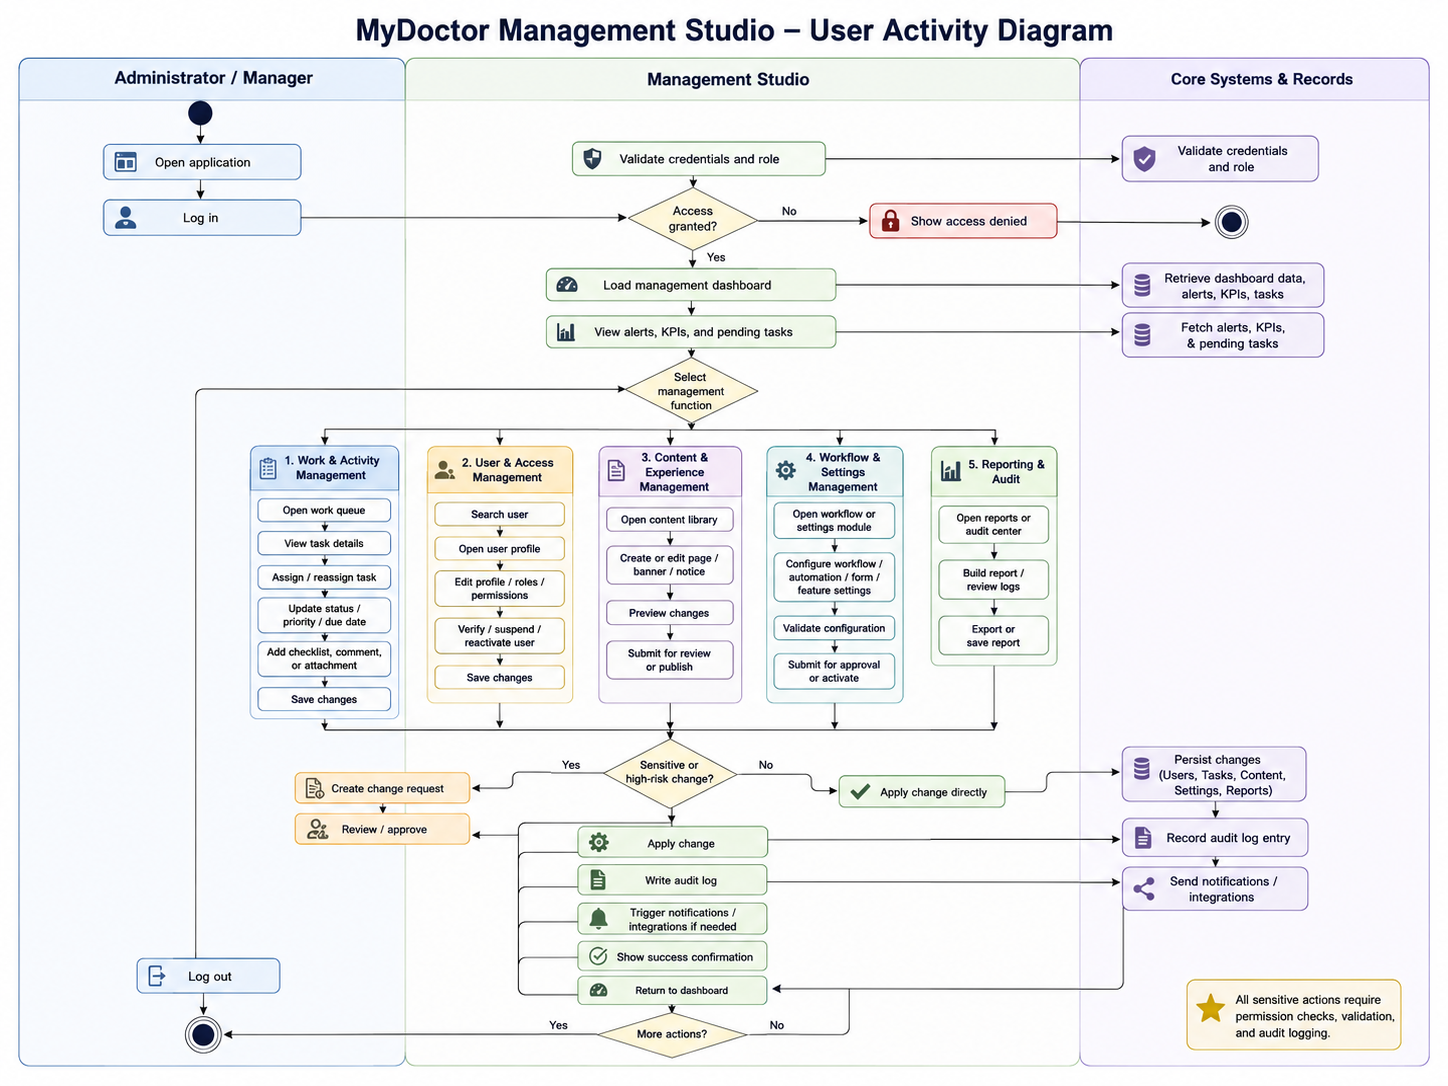 MyDoctor Management Studio – User Activity Diagram
Administrator / Manager
Management Studio
Core Systems & Records
Open application
Log in
Validate credentials and role
Validate credentials
and role
Access
granted?
No
Show access denied
Yes
Load management dashboard
Retrieve dashboard data,
alerts, KPIs, tasks
View alerts, KPIs, and pending tasks
Fetch alerts, KPIs,
& pending tasks
Select
management
function
1. Work & Activity
Management
Open work queue
View task details
Assign / reassign task
Update status /
priority / due date
Add checklist, comment,
or attachment
Save changes
2. User & Access
Management
Search user
Open user profile
Edit profile / roles /
permissions
Verify / suspend /
reactivate user
Save changes
3. Content &
Experience
Management
Open content library
Create or edit page /
banner / notice
Preview changes
Submit for review
or publish
4. Workflow &
Settings
Management
Open workflow or
settings module
Configure workflow /
automation / form /
feature settings
Validate configuration
Submit for approval
or activate
5. Reporting &
Audit
Open reports or
audit center
Build report /
review logs
Export or
save report
Sensitive or
high-risk change?
Yes
No
Create change request
Review / approve
Apply change directly
Persist changes
(Users, Tasks, Content,
Settings, Reports)
Apply change
Record audit log entry
Write audit log
Send notifications /
integrations
Trigger notifications /
integrations if needed
Show success confirmation
Return to dashboard
Log out
More actions?
Yes
No
All sensitive actions require
permission checks, validation,
and audit logging.